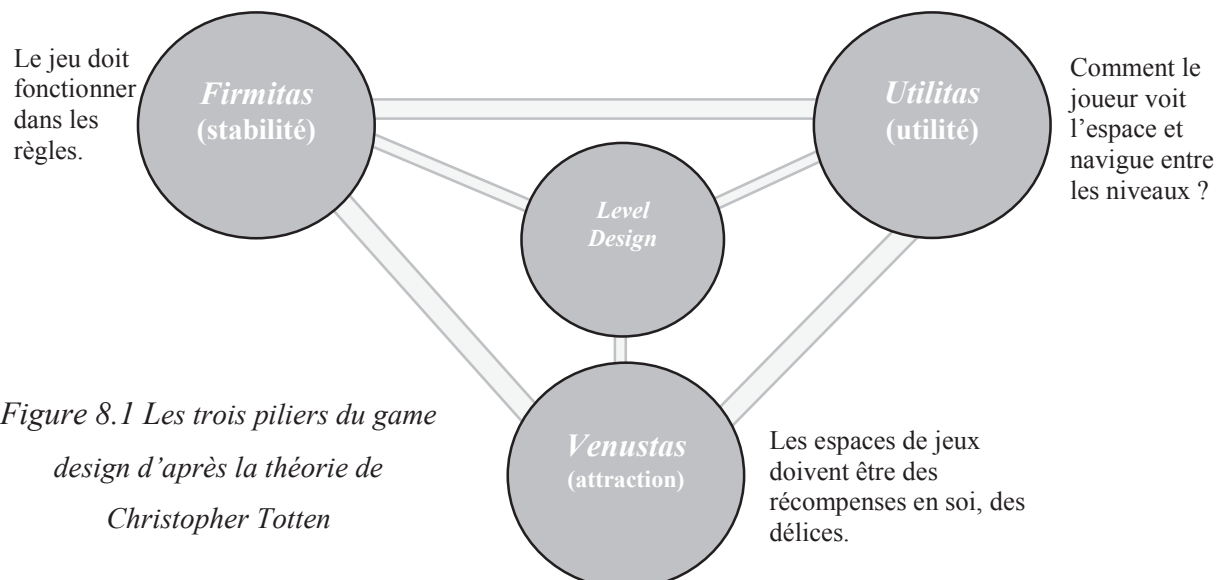 Le jeu doit
fonctionner
dans les
règles.
Firmitas
(stabilité)
Utilitas
(utilité)
Comment le
joueur voit
l’espace et
navigue entre
les niveaux ?
Level
Design
Figure 8.1 Les trois piliers du game
design d’après la théorie de
Christopher Totten
Venustas
(attraction)
Les espaces de jeux
doivent être des
récompenses en soi, des
délices.